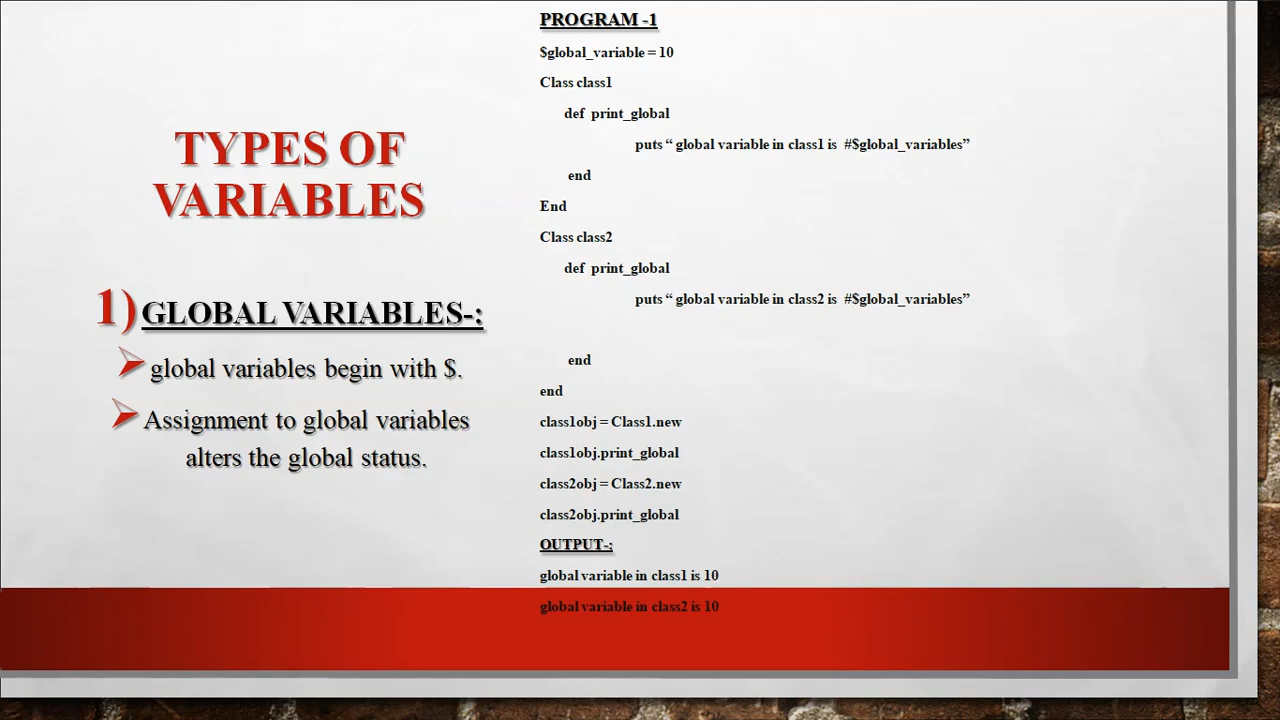 TYPES OF
VARIABLES
1) GLOBAL VARIABLES-:
global variables begin with $.
Assignment to global variables
alters the global status.
PROGRAM -1
$global_variable = 10
Class class1
def print_global
puts “ global variable in class1 is #$global_variables”
end
End
Class class2
def print_global
puts “ global variable in class2 is #$global_variables”
end
end
class1obj = Class1.new
class1obj.print_global
class2obj = Class2.new
class2obj.print_global
OUTPUT-:
global variable in class1 is 10
global variable in class2 is 10